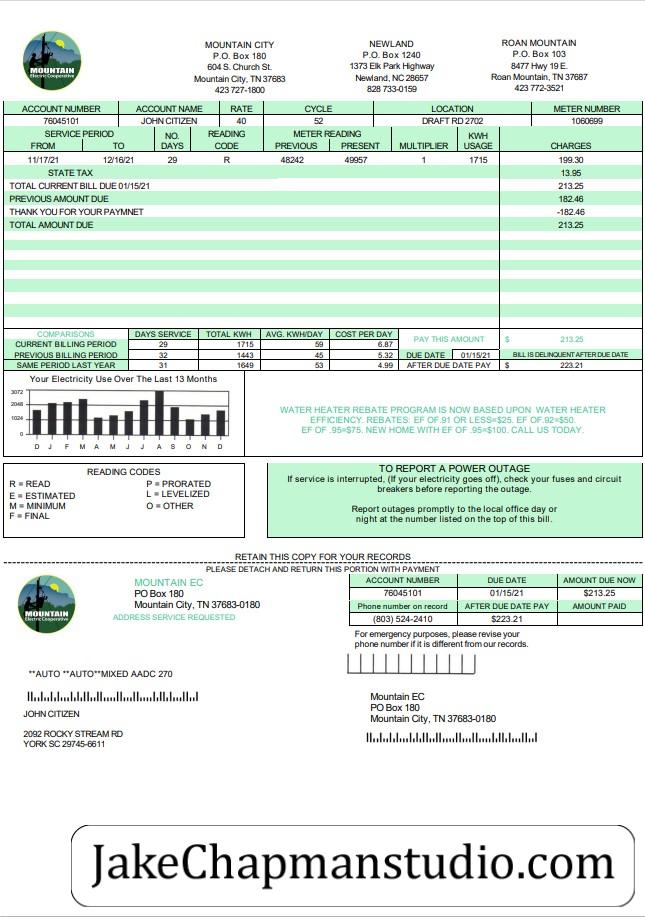 MOUNTAIN
Electric Cooperative
MOUNTAIN CITY
P.O. Box 180
604 S. Church St.
Mountain City, TN 37683
423 727-1800
NEWLAND
P.O. Box 1240
1373 Elk Park Highway
Newland, NC 28657
828 733-0159
ROAN MOUNTAIN
P.O. Box 103
8477 Hwy 19 E.
Roan Mountain, TN 37687
423 772-3521
ACCOUNT NUMBER ACCOUNT NAME RATE CYCLE LOCATION METER NUMBER
76045101 JOHN CITIZEN 40 52 DRAFT RD 2702 1060699
SERVICE PERIOD NO. READING METER READING KWH
FROM TO DAYS CODE PREVIOUS PRESENT MULTIPLIER USAGE CHARGES
11/17/21 12/16/21 29 R 48242 49957 1 1715 199.30
STATE TAX 13.95
TOTAL CURRENT BILL DUE 01/15/21 213.25
PREVIOUS AMOUNT DUE 182.46
THANK YOU FOR YOUR PAYMNET -182.46
TOTAL AMOUNT DUE 213.25
COMPARISONS DAYS SERVICE TOTAL KWH AVG. KWH/DAY COST PER DAY
CURRENT BILLING PERIOD 29 1715 59 6.87
PREVIOUS BILLING PERIOD 32 1443 45 5.32
SAME PERIOD LAST YEAR 31 1649 53 4.99
PAY THIS AMOUNT $ 213.25
DUE DATE 01/15/21 BILL IS DELINQUENT AFTER DUE DATE
AFTER DUE DATE PAY $ 223.21
Your Electricity Use Over The Last 13 Months
3072
2048
1024
0
D J F M A M J J A S O N D
WATER HEATER REBATE PROGRAM IS NOW BASED UPON WATER HEATER
EFFICIENCY. REBATES: EF OF.91 OR LESS=$25. EF OF.92=$50.
EF OF .95=$75. NEW HOME WITH EF OF .95=$100. CALL US TODAY.
READING CODES
R = READ P = PRORATED
E = ESTIMATED L = LEVELIZED
M = MINIMUM O = OTHER
F = FINAL
TO REPORT A POWER OUTAGE
If service is interrupted, (If your electricity goes off), check your fuses and circuit
breakers before reporting the outage.
Report outages promptly to the local office day or
night at the number listed on the top of this bill.
RETAIN THIS COPY FOR YOUR RECORDS
PLEASE DETACH AND RETURN THIS PORTION WITH PAYMENT
MOUNTAIN
Electric Cooperative
MOUNTAIN EC
PO Box 180
Mountain City, TN 37683-0180
ADDRESS SERVICE REQUESTED
ACCOUNT NUMBER DUE DATE AMOUNT DUE NOW
76045101 01/15/21 $213.25
Phone number on record AFTER DUE DATE PAY AMOUNT PAID
(803) 524-2410 $223.21
For emergency purposes, please revise your
phone number if it is different from our records.
**AUTO **AUTO**MIXED AADC 270
JOHN CITIZEN
2092 ROCKY STREAM RD
YORK SC 29745-6611
Mountain EC
PO Box 180
Mountain City, TN 37683-0180
JakeChapmanstudio.com